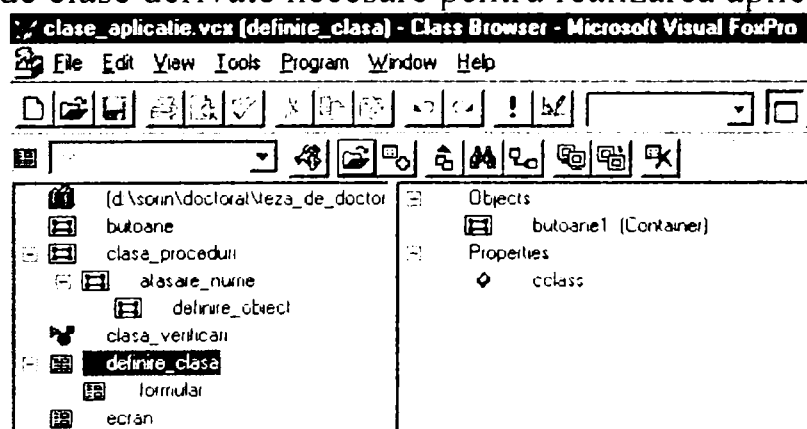 de clase derivate necesare pentru realizarea aplic
clase_aplicatie.vcx (definire_clasa) - Class Browser - Microsoft Visual FoxPro
File Edit View Tools Program Window Help
(d:\sorin\doctorat\teza_de_doctor
butoane
clasa_proceduri
afasare_nume
definire_obiect
clasa_verificari
definire_clasa
formular
ecran
Objects
butoane1 (Container)
Properties
cclass